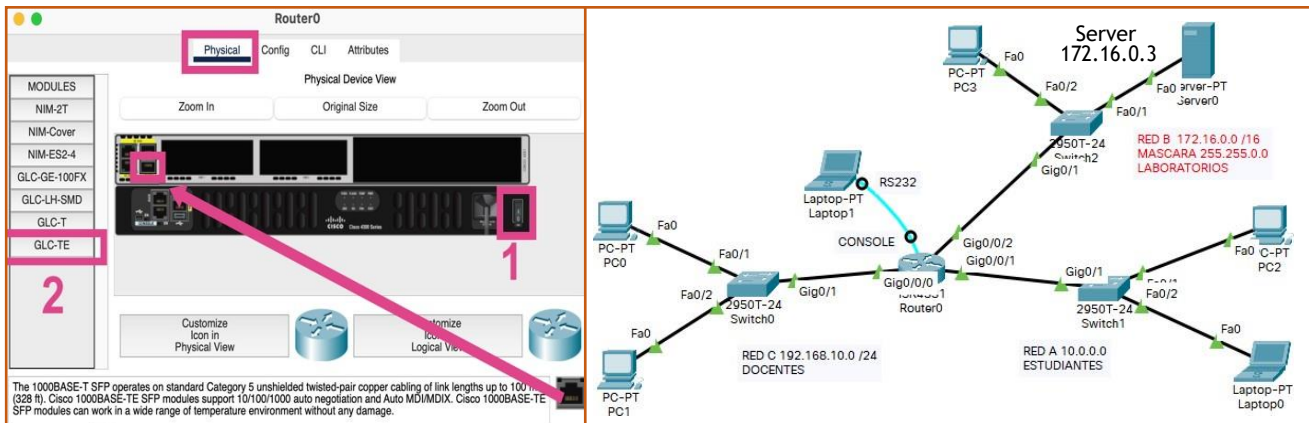 Router0
Physical Config CLI Attributes
MODULES
NIM-2T
NIM-Cover
NIM-ES2-4
GLC-GE-100FX
GLC-LH-SMD
GLC-T
GLC-TE
2
Physical Device View
Zoom In Original Size Zoom Out
1
Customize
Icon in
Physical View
Icon in
Logical
The 1000BASE-T SFP operates on standard Category 5 unshielded twisted-pair copper cabling of link lengths up to 100
(328 ft). Cisco 1000BASE-TE SFP modules support 10/100/1000 auto negotiation and Auto MDI/MDIX. Cisco 1000BASE-TE
SFP modules can work in a wide range of temperature environment without any damage.
Server
172.16.0.3
PC-PT
PC3
Fa0
Fa0/2
Fa0
Fa0/1
Server0
2950T-24
Switch2
Gig0/1
RED B 172.16.0.0 /16
MASCARA 255.255.0.0
LABORATORIOS
Laptop-PT
Laptop1
RS232
CONSOLE
Gig0/0/2
Gig0/0/1
Gig0/0/0
Router0
PC-PT
PC0
Fa0
Fa0/1
Fa0/2
Gig0/1
2950T-24
Switch0
Fa0
PC-PT
PC1
RED C 192.168.10.0 /24
DOCENTES
Gig0/1
2950T-24
Switch1
Fa0
PC2
Fa0/2
Fa0
Laptop-PT
Laptop0
RED A 10.0.0.0
ESTUDIANTES